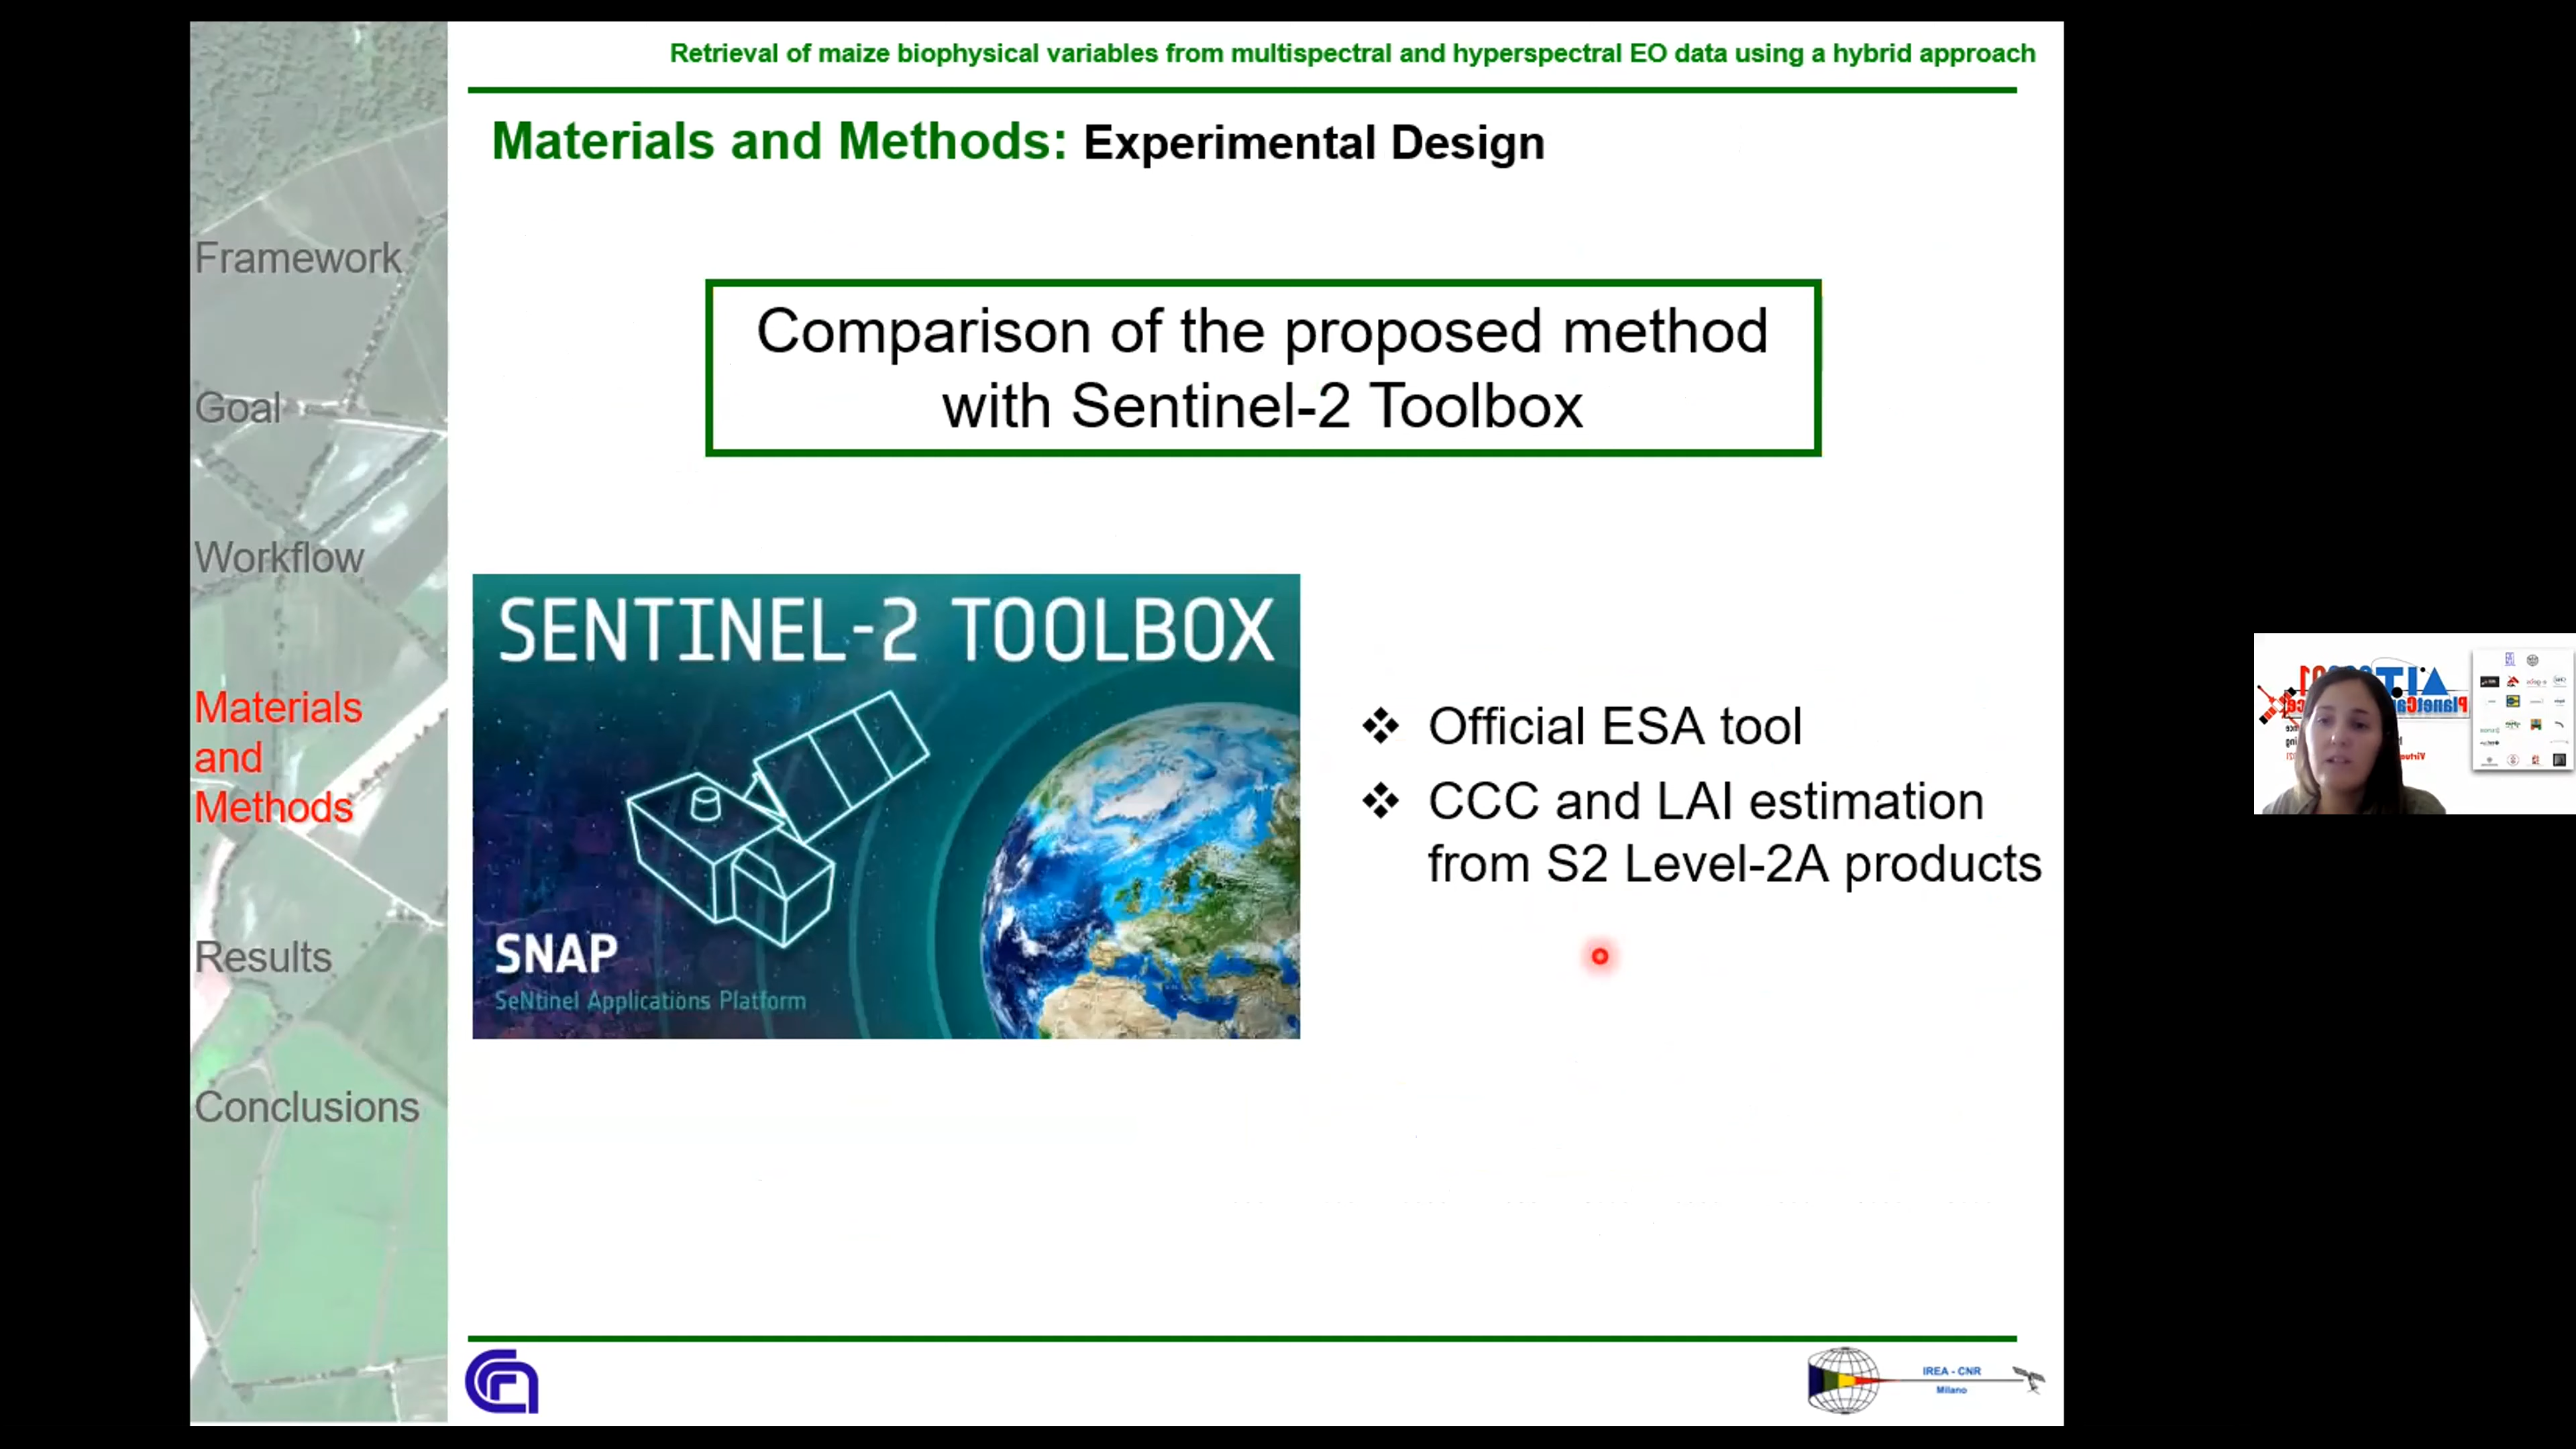 Retrieval of maize biophysical variables from multispectral and hyperspectral EO data using a hybrid approach
Materials and Methods: Experimental Design
Framework
Goal
Workflow
Materials
and
Methods
Results
Conclusions
Comparison of the proposed method
with Sentinel-2 Toolbox
SENTINEL-2 TOOLBOX
SNAP
SeNtinel Applications Platform
❖ Official ESA tool
❖ CCC and LAI estimation
from S2 Level-2A products
IREA - CNR
Milano